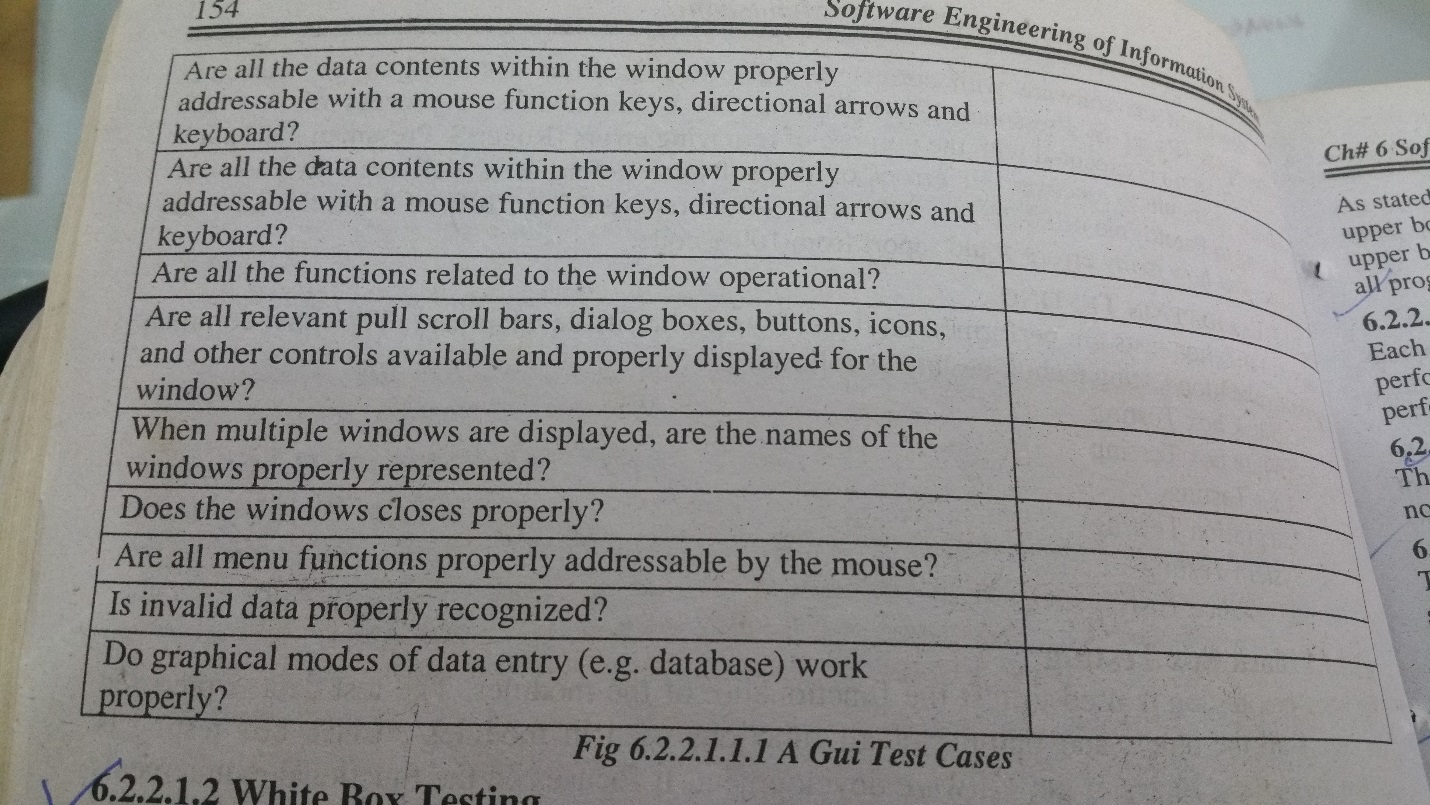 154
Software Engineering of Information
Are all the data contents within the window properly
addressable with a mouse function keys, directional arrows and
keyboard?
Are all the data contents within the window properly
addressable with a mouse function keys, directional arrows and
keyboard?
Are all the functions related to the window operational?
Are all relevant pull scroll bars, dialog boxes, buttons, icons,
and other controls available and properly displayed for the
window?
When multiple windows are displayed, are the names of the
windows properly represented?
Does the windows closes properly?
Are all menu functions properly addressable by the mouse?
Is invalid data properly recognized?
Do graphical modes of data entry (e.g. database) work
properly?
Fig 6.2.2.1.1.1 A Gui Test Cases
6.2.2.1.2 White Box Testing
Ch# 6
As stated
upper
upper
all
6.2.2.
Each